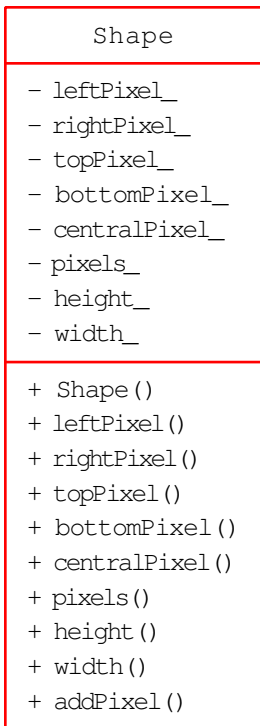 Shape
- leftPixel_
- rightPixel_
- topPixel_
- bottomPixel_
- centralPixel_
- pixels_
- height_
- width_
+ Shape()
+ leftPixel()
+ rightPixel()
+ topPixel()
+ bottomPixel()
+ centralPixel()
+ pixels()
+ height()
+ width()
+ addPixel()